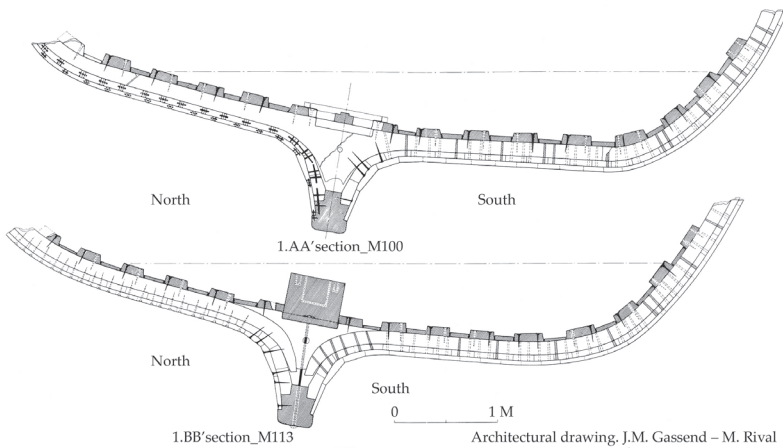 North
South
1.AA’section_M100
North
South
0 1 M
1.BB’section_M113
Architectural drawing. J.M. Gassend – M. Rival